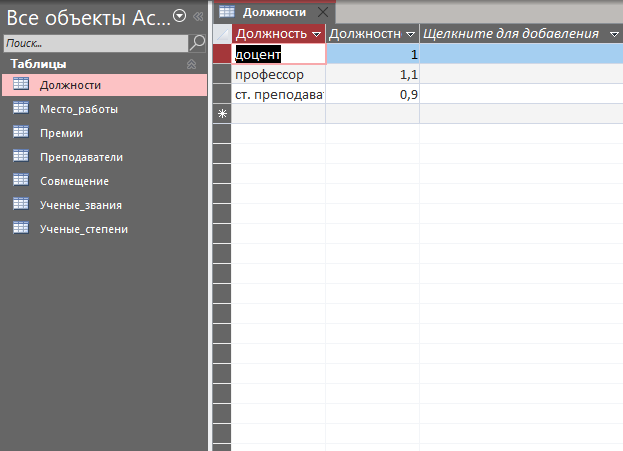 Все объекты Ac...
Поиск...
Таблицы
Должности
Место_работы
Премии
Преподаватели
Совмещение
Ученые_звания
Ученые_степени
Должности
Должность Должностн Щелкните для добавления
доцент 1
профессор 1,1
ст. преподават 0,9